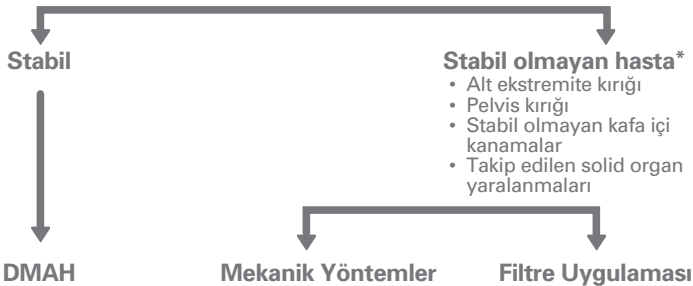 Stabil
Stabil olmayan hasta*
• Alt ekstremite kırığı
• Pelvis kırığı
• Stabil olmayan kafa içi
kanamalar
• Takip edilen solid organ
yaralanmaları
DMAH
Mekanik Yöntemler
Filtre Uygulaması